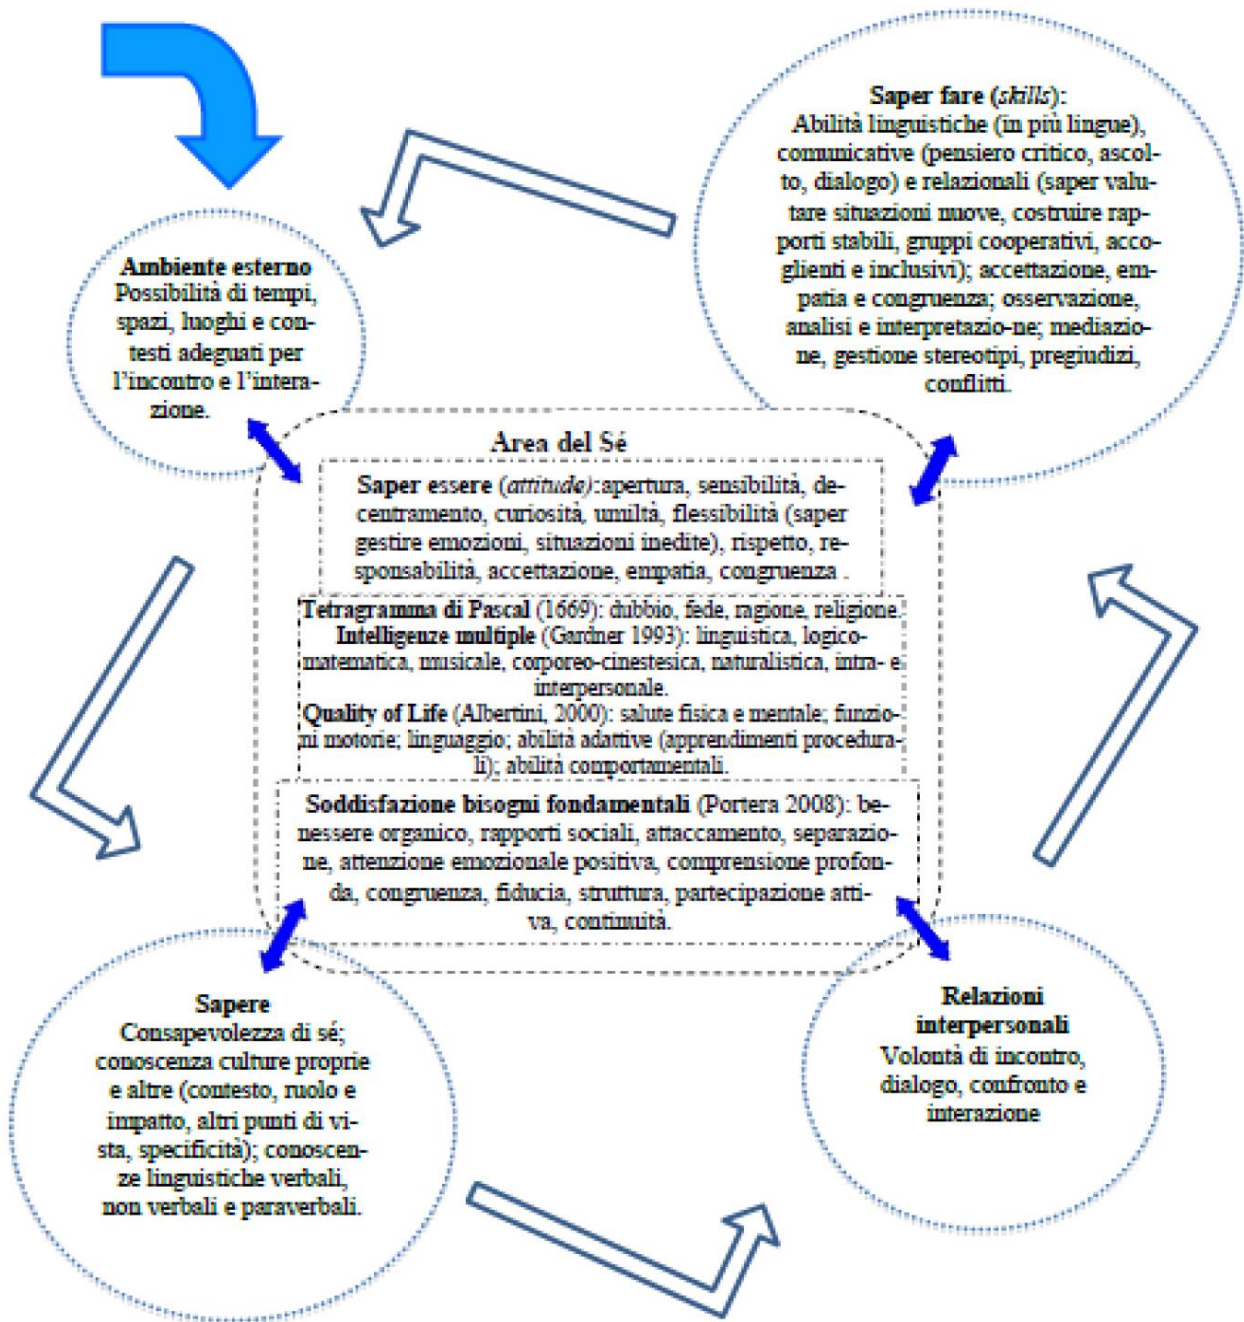 Saper fare (skills):
Abilità linguistiche (in più lingue),
comunicative (pensiero critico, ascol-
to, dialogo) e relazionali (saper valu-
tare situazioni nuove, costruire rap-
porti stabili, gruppi cooperativi, acco-
glienti e inclusivi); accettazione, em-
patia e congruenza; osservazione,
analisi e interpretazio-ne; mediazio-
ne, gestione stereotipi, pregiudizi,
conflitti.
Ambiente esterno
Possibilità di tempi,
spazi, luoghi e con-
testi adeguati per
l'incontro e l'intera-
zione.
Area del Sé
Saper essere (attitude):apertura, sensibilità, de-
centramento, curiosità, umiltà, flessibilità (saper
gestire emozioni, situazioni inedite), rispetto, re-
sponsabilità, accettazione, empatia, congruenza .
Tetragramma di Pascal (1669): dubbio, fede, ragione, religione.
Intelligenze multiple (Gardner 1993): linguistica, logico-
matematica, musicale, corporeo-cinestesica, naturalistica, intra- e
interpersonale.
Quality of Life (Albertini, 2000): salute fisica e mentale; funzio-
ni motorie; linguaggio; abilità adattive (apprendimenti procedura-
li); abilità comportamentali.
Soddisfazione bisogni fondamentali (Portera 2008): be-
nessere organico, rapporti sociali, attaccamento, separazio-
ne, attenzione emozionale positiva, comprensione profon-
da, congruenza, fiducia, struttura, partecipazione atti-
va, continuità.
Sapere
Consapevolezza di sé;
conoscenza culture proprie
e altre (contesto, ruolo e
impatto, altri punti di vi-
sta, specificità); conoscen-
ze linguistiche verbali,
non verbali e paraverbali.
Relazioni
interpersonali
Volontà di incontro,
dialogo, confronto e
interazione